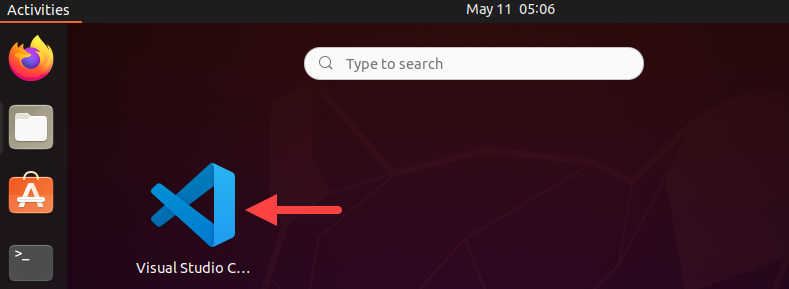 Activities
May 11 05:06
Type to search
>_
Visual Studio C...